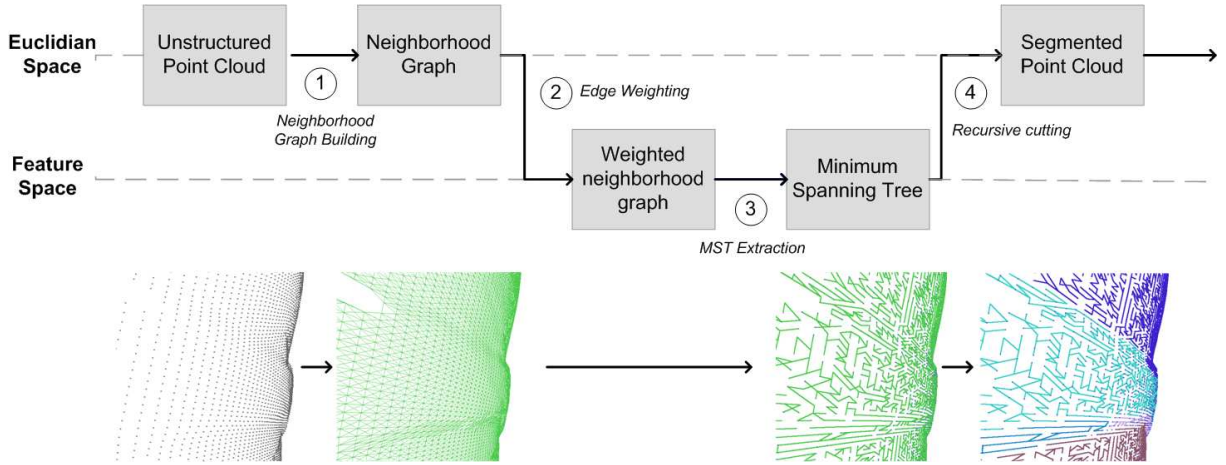 Euclidian
Space
Unstructured
Point Cloud
1
Neighborhood
Graph Building
Neighborhood
Graph
2
Edge Weighting
Segmented
Point Cloud
4
Recursive cutting
Feature
Space
Weighted
neighborhood
graph
3
MST Extraction
Minimum
Spanning Tree